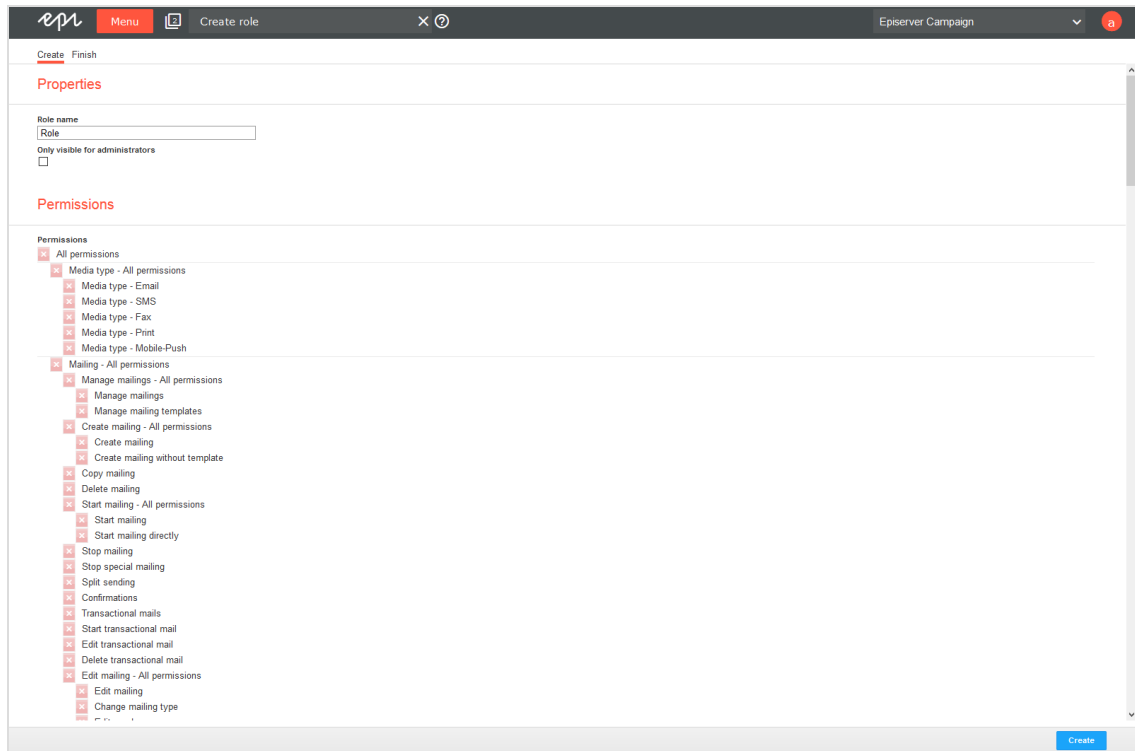 epi Menu 2 Create role Episerver Campaign a
Create Finish
Properties
Role name
Role
Only visible for administrators
Permissions
Permissions
All permissions
Media type - All permissions
Media type - Email
Media type - SMS
Media type - Fax
Media type - Print
Media type - Mobile-Push
Mailing - All permissions
Manage mailings - All permissions
Manage mailings
Manage mailing templates
Create mailing - All permissions
Create mailing
Create mailing without template
Copy mailing
Delete mailing
Start mailing - All permissions
Start mailing
Start mailing directly
Stop mailing
Stop special mailing
Split sending
Confirmations
Transactional mails
Start transactional mail
Edit transactional mail
Delete transactional mail
Edit mailing - All permissions
Edit mailing
Change mailing type
Create